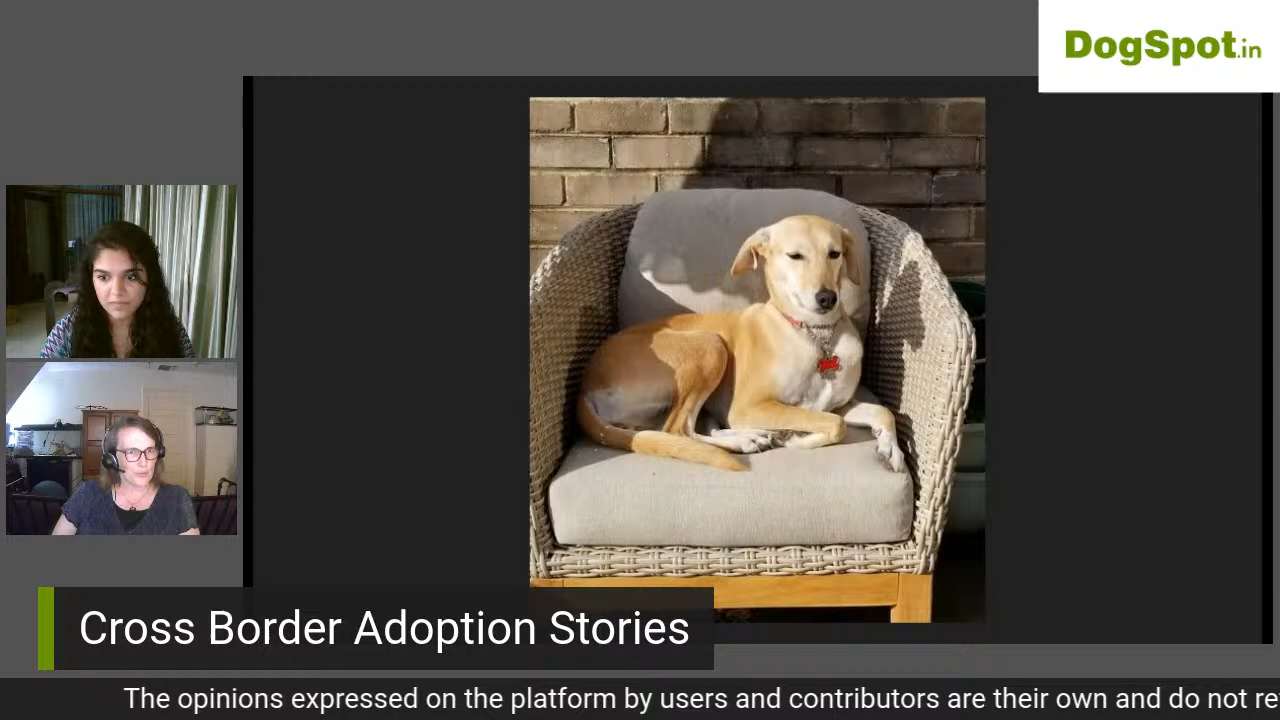 DogSpot.in
Cross Border Adoption Stories
The opinions expressed on the platform by users and contributors are their own and do not re